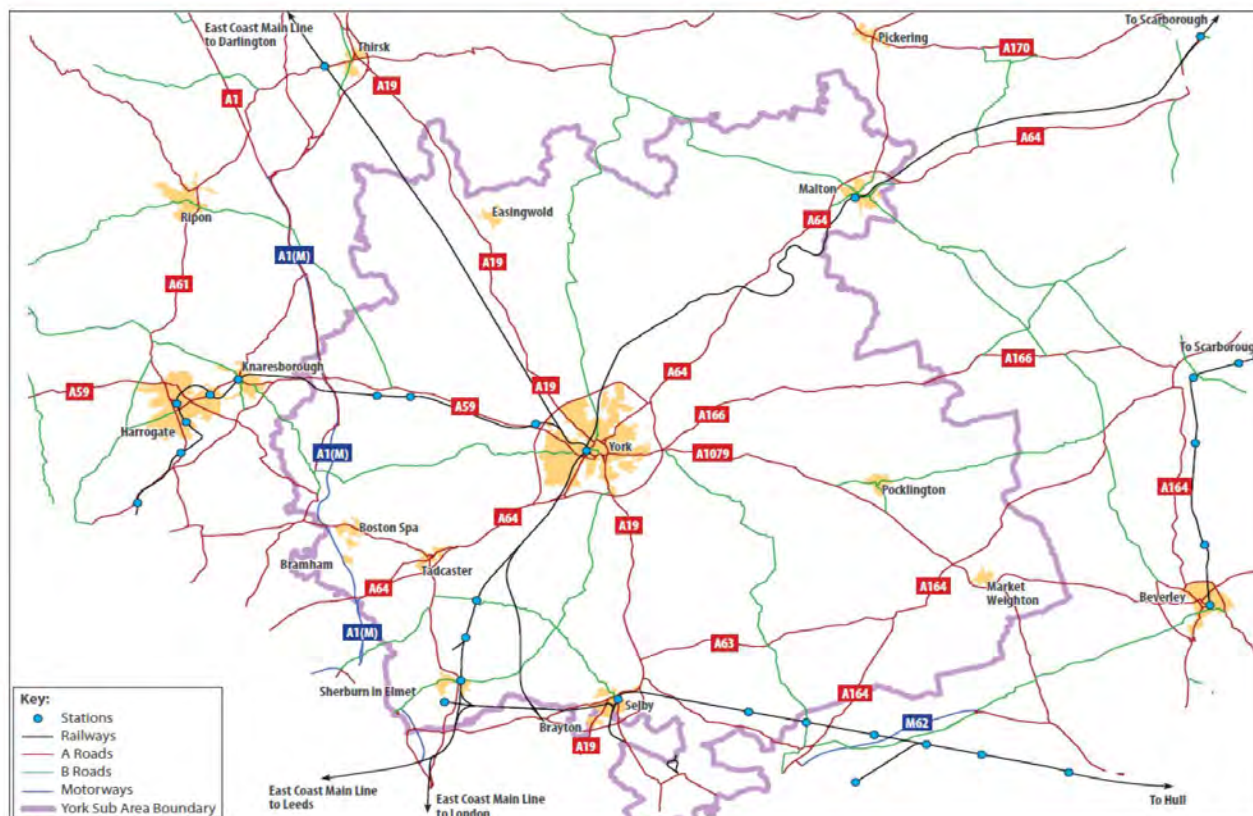 East Coast Main Line
to Darlington
Thirsk
Pickering
To Scarborough
A170
A19
A1
A64
Malton
Ripon
Easingwold
A64
A1(M)
A19
A61
Knaresborough
To Scarboroug
A166
A59
A19
A64
A59
A166
Harrogate
York
A1079
A1(M)
Pocklington
A164
A64
A19
Boston Spa
Bramham
Tadcaster
A64
A164
Market
Weighton
Beverley
A1(M)
A63
Sherburn in Elmet
A164
Selby
M62
Brayton
A19
Key:
Stations
Railways
A Roads
B Roads
Motorways
York Sub Area Boundary
East Coast Main Line
to Leeds
East Coast Main Line
to London
To Hull